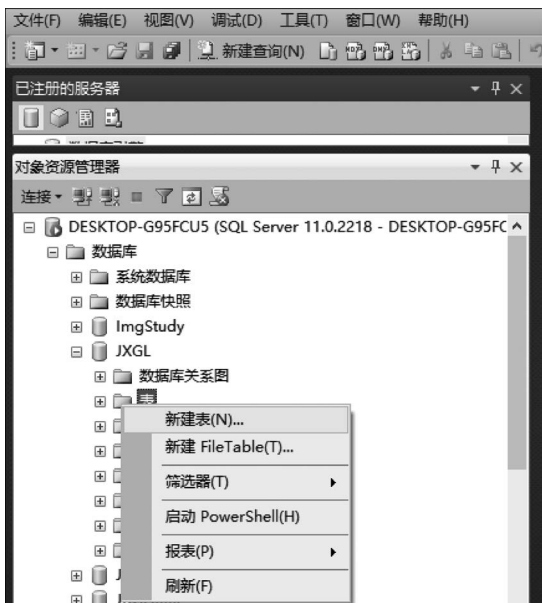 文件(F) 编辑(E) 视图(V) 调试(D) 工具(T) 窗口(W) 帮助(H)
新建查询(N)
已注册的服务器
对象资源管理器
连接
DESKTOP-G95FCU5 (SQL Server 11.0.2218 - DESKTOP-G95FC
数据库
系统数据库
数据库快照
ImgStudy
JXGL
数据库关系图
表
新建表(N)...
新建 FileTable(T)...
筛选器(T)
启动 PowerShell(H)
报表(P)
刷新(F)